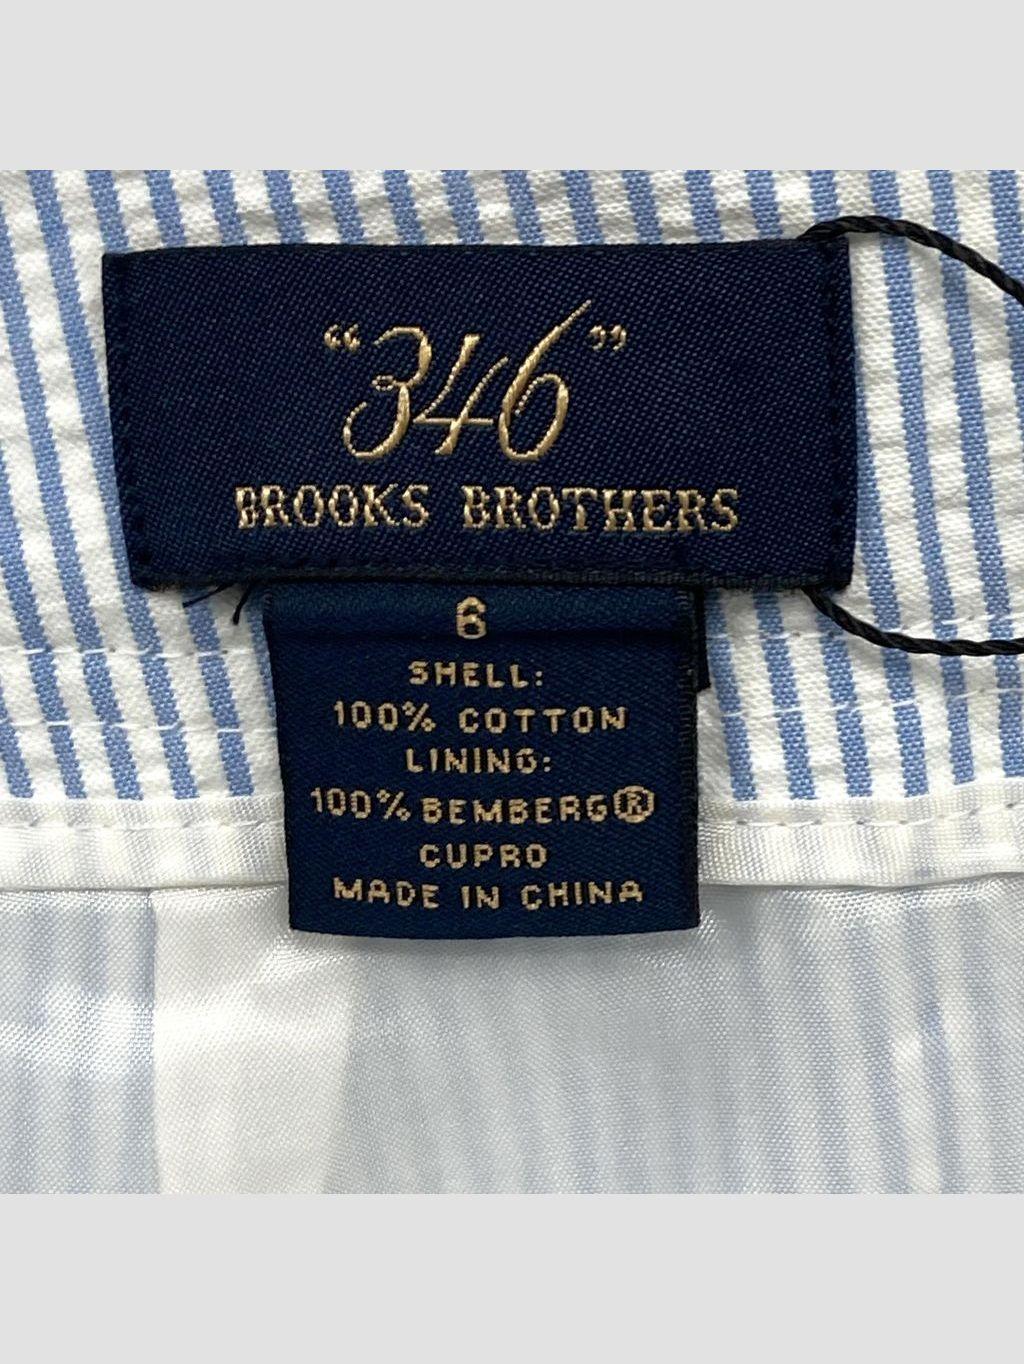 “346”
BROOKS BROTHERS
6
SHELL:
100% COTTON
LINING:
100% BEMBERG®
CUPRO
MADE IN CHINA